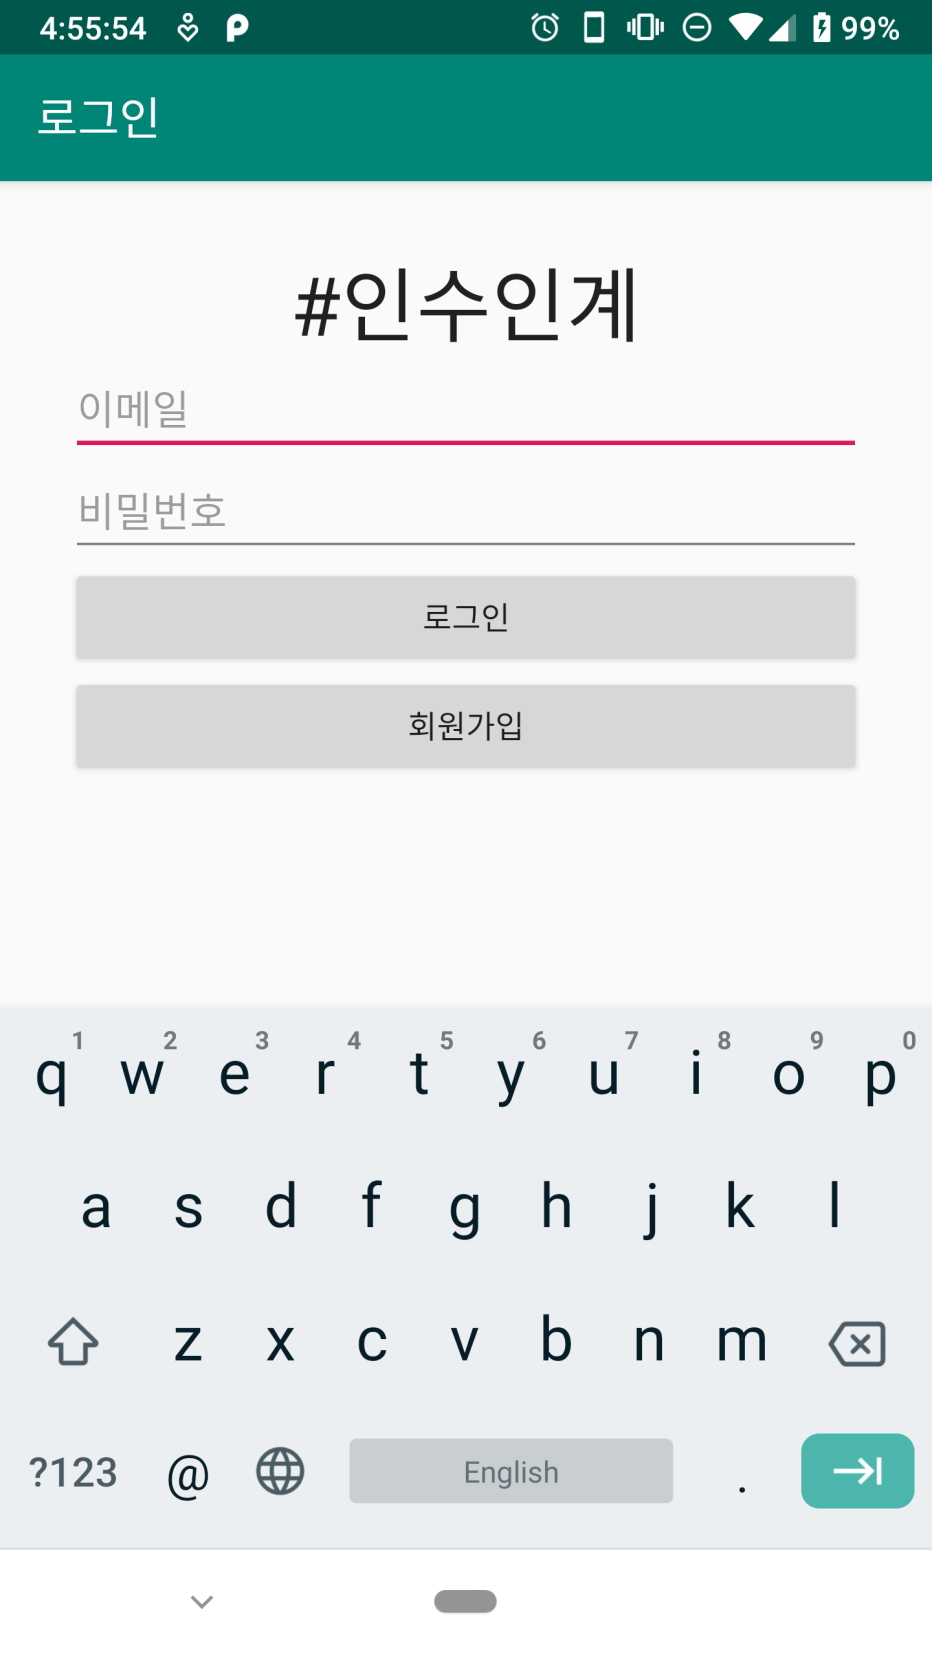 4:55:54 99%
로그인
#인수인계
이메일
비밀번호
로그인
회원가입
1 2 3 4 5 6 7 8 9 0
q w e r t y u i o p
a s d f g h j k l
z x c v b n m
?123 @ English .